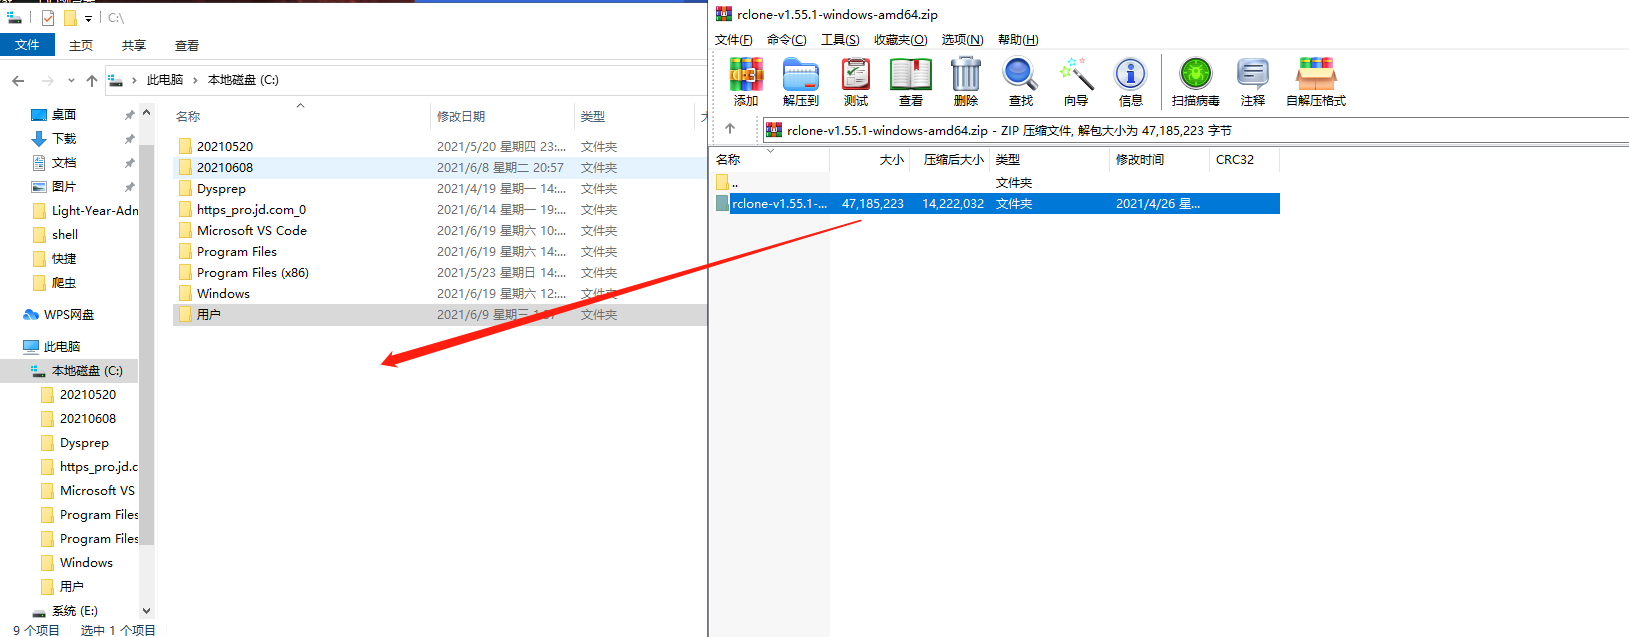 C:\
文件 主页 共享 查看
此电脑 本地磁盘 (C:)
桌面
下载
文档
图片
Light-Year-Adm
shell
快捷
爬虫
WPS网盘
此电脑
本地磁盘 (C:)
20210520
20210608
Dysprep
https_pro.jd.c
Microsoft VS
Program Files
Program Files
Windows
用户
系统 (E:)
名称 修改日期 类型
20210520 2021/5/20 星期四 23:... 文件夹
20210608 2021/6/8 星期二 20:57 文件夹
Dysprep 2021/4/19 星期一 14:... 文件夹
https_pro.jd.com_0 2021/6/14 星期一 19:... 文件夹
Microsoft VS Code 2021/6/19 星期六 10:... 文件夹
Program Files 2021/6/19 星期六 14:... 文件夹
Program Files (x86) 2021/5/23 星期日 14:... 文件夹
Windows 2021/6/19 星期六 12:... 文件夹
用户 2021/6/9 星期三 文件夹
9 个项目 选中 1 个项目
rclone-v1.55.1-windows-amd64.zip
文件(F) 命令(C) 工具(S) 收藏夹(O) 选项(N) 帮助(H)
添加 解压到 测试 查看 删除 查找 向导 信息 扫描病毒 注释 自解压格式
rclone-v1.55.1-windows-amd64.zip - ZIP 压缩文件, 解包大小为 47,185,223 字节
名称 大小 压缩后大小 类型 修改时间 CRC32
.. 文件夹
rclone-v1.55.1-... 47,185,223 14,222,032 文件夹 2021/4/26 星...